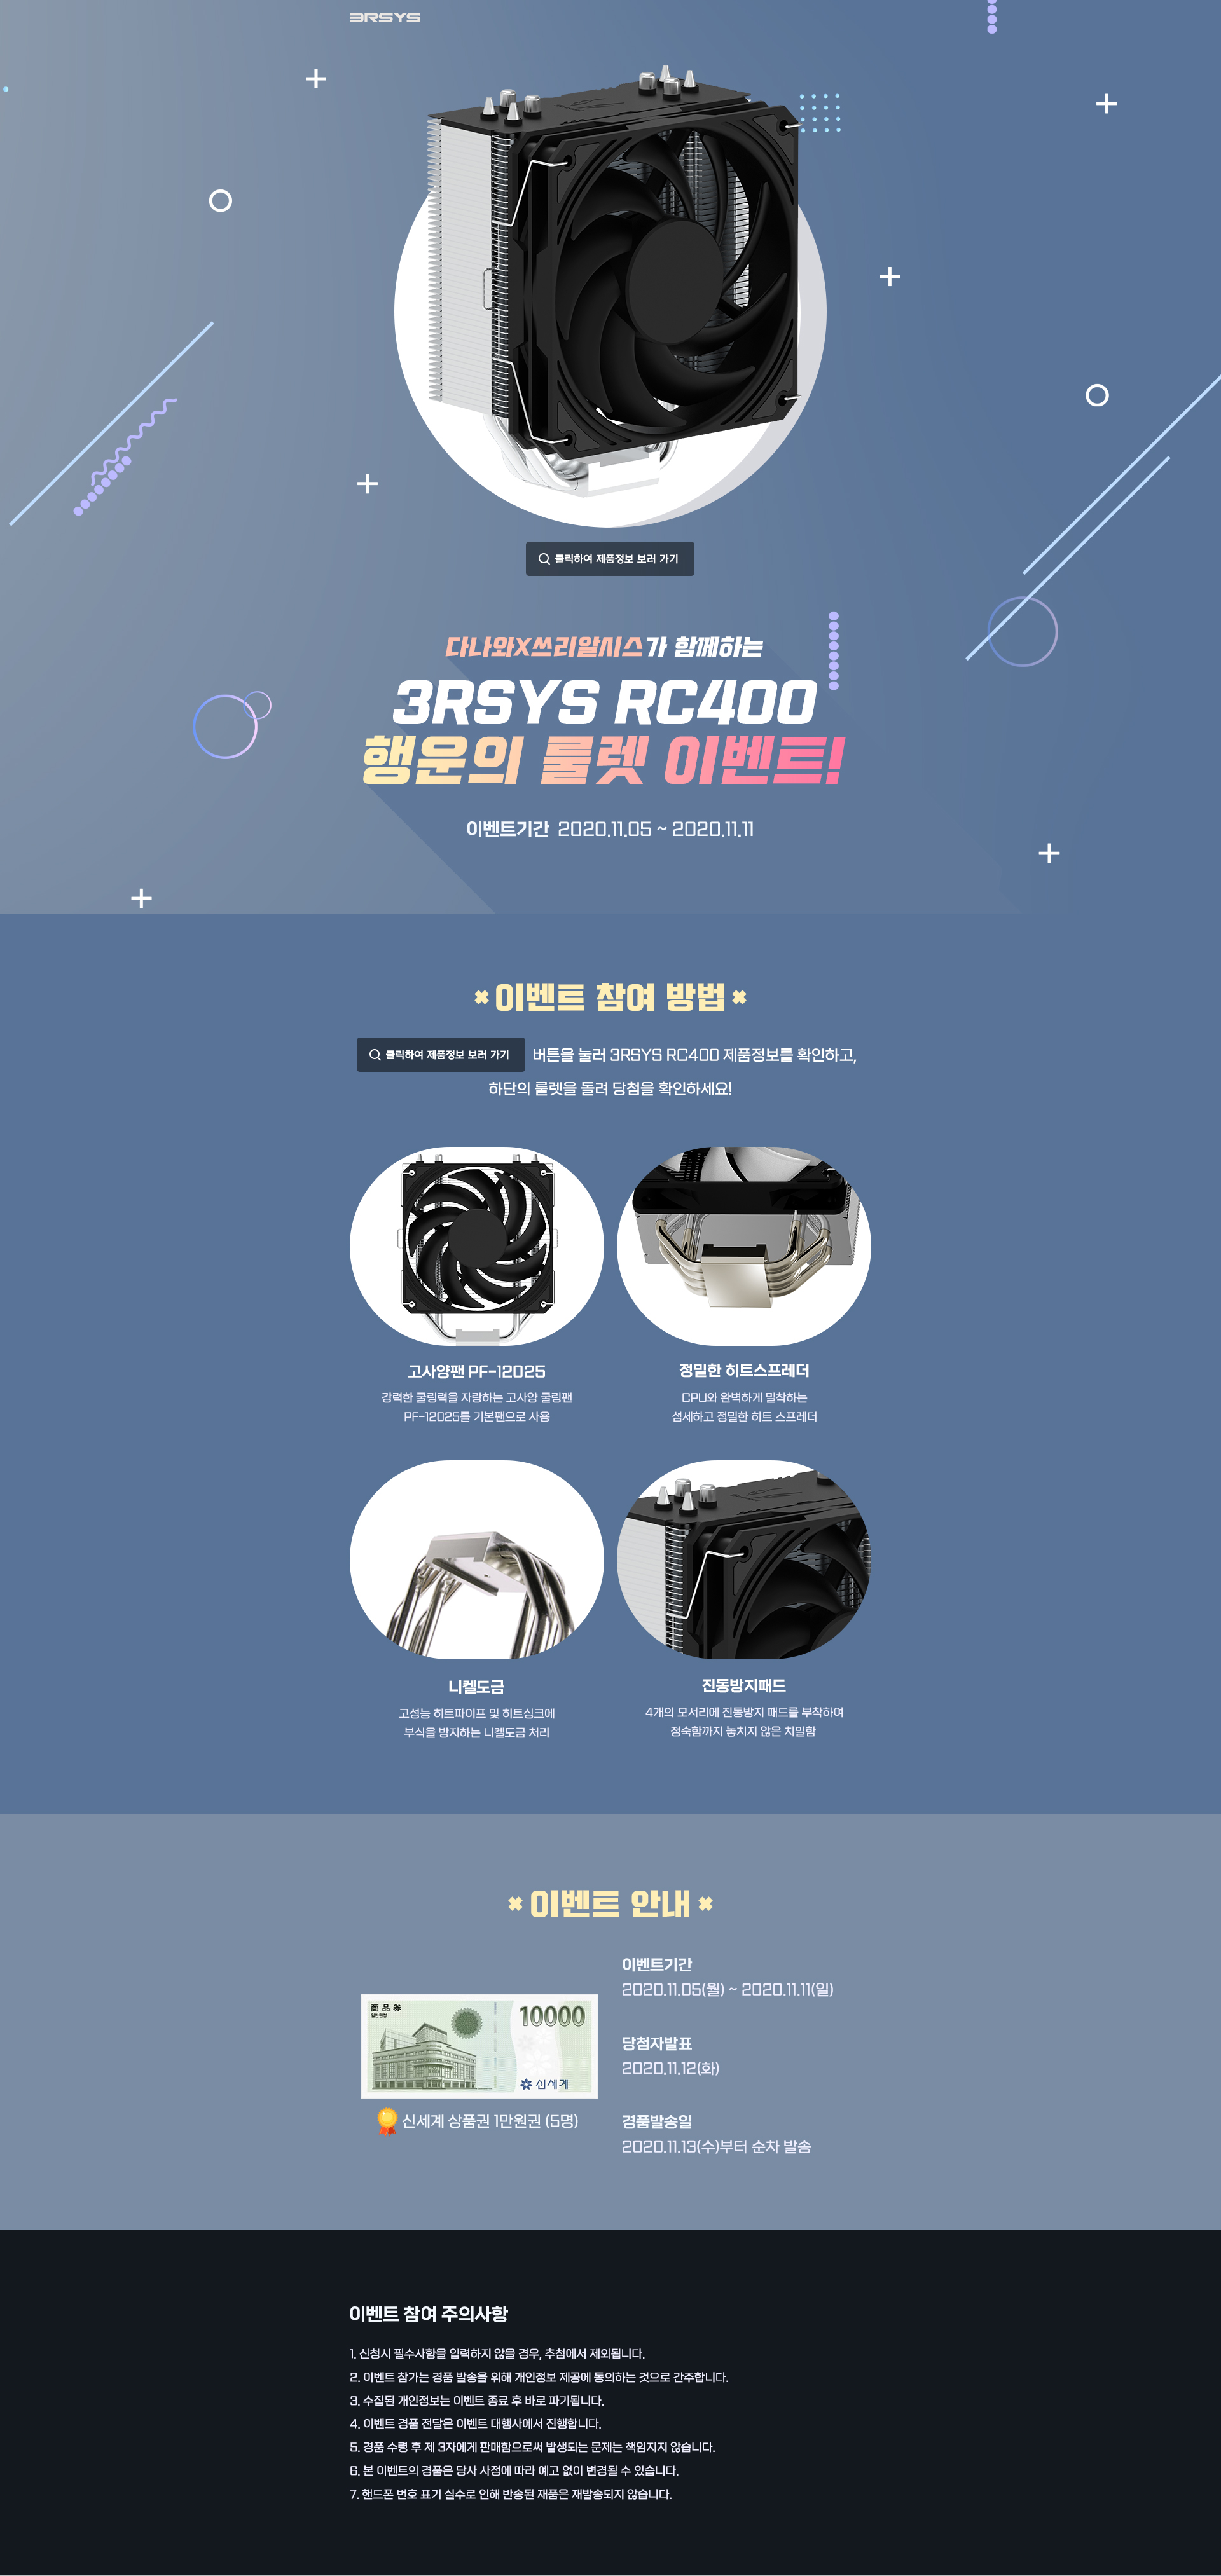 3RSYS
클릭하여 제품정보 보러 가기
다나와X쓰리알시스가 함께하는
3RSYS RC400
행운의 룰렛 이벤트!
이벤트기간 2020.11.05 ~ 2020.11.11
이벤트 참여 방법
클릭하여 제품정보 보러 가기 버튼을 눌러 3RSYS RC400 제품정보를 확인하고,
하단의 룰렛을 돌려 당첨을 확인하세요!
고사양팬 PF-12025
강력한 쿨링력을 자랑하는 고사양 쿨링팬
PF-12025를 기본팬으로 사용
정밀한 히트스프레더
CPU와 완벽하게 밀착하는
섬세하고 정밀한 히트 스프레더
니켈도금
고성능 히트파이프 및 히트싱크에
부식을 방지하는 니켈도금 처리
진동방지패드
4개의 모서리에 진동방지 패드를 부착하여
정숙함까지 놓치지 않은 치밀함
이벤트 안내
商品券
일만원정
10000
신세계
신세계 상품권 1만원권 (5명)
이벤트기간
2020.11.05(월) ~ 2020.11.11(일)
당첨자발표
2020.11.12(화)
경품발송일
2020.11.13(수)부터 순차 발송
이벤트 참여 주의사항
1. 신청시 필수사항을 입력하지 않을 경우, 추첨에서 제외됩니다.
2. 이벤트 참가는 경품 발송을 위해 개인정보 제공에 동의하는 것으로 간주합니다.
3. 수집된 개인정보는 이벤트 종료 후 바로 파기됩니다.
4. 이벤트 경품 전달은 이벤트 대행사에서 진행합니다.
5. 경품 수령 후 제 3자에게 판매함으로써 발생되는 문제는 책임지지 않습니다.
6. 본 이벤트의 경품은 당사 사정에 따라 예고 없이 변경될 수 있습니다.
7. 핸드폰 번호 표기 실수로 인해 반송된 재품은 재발송되지 않습니다.